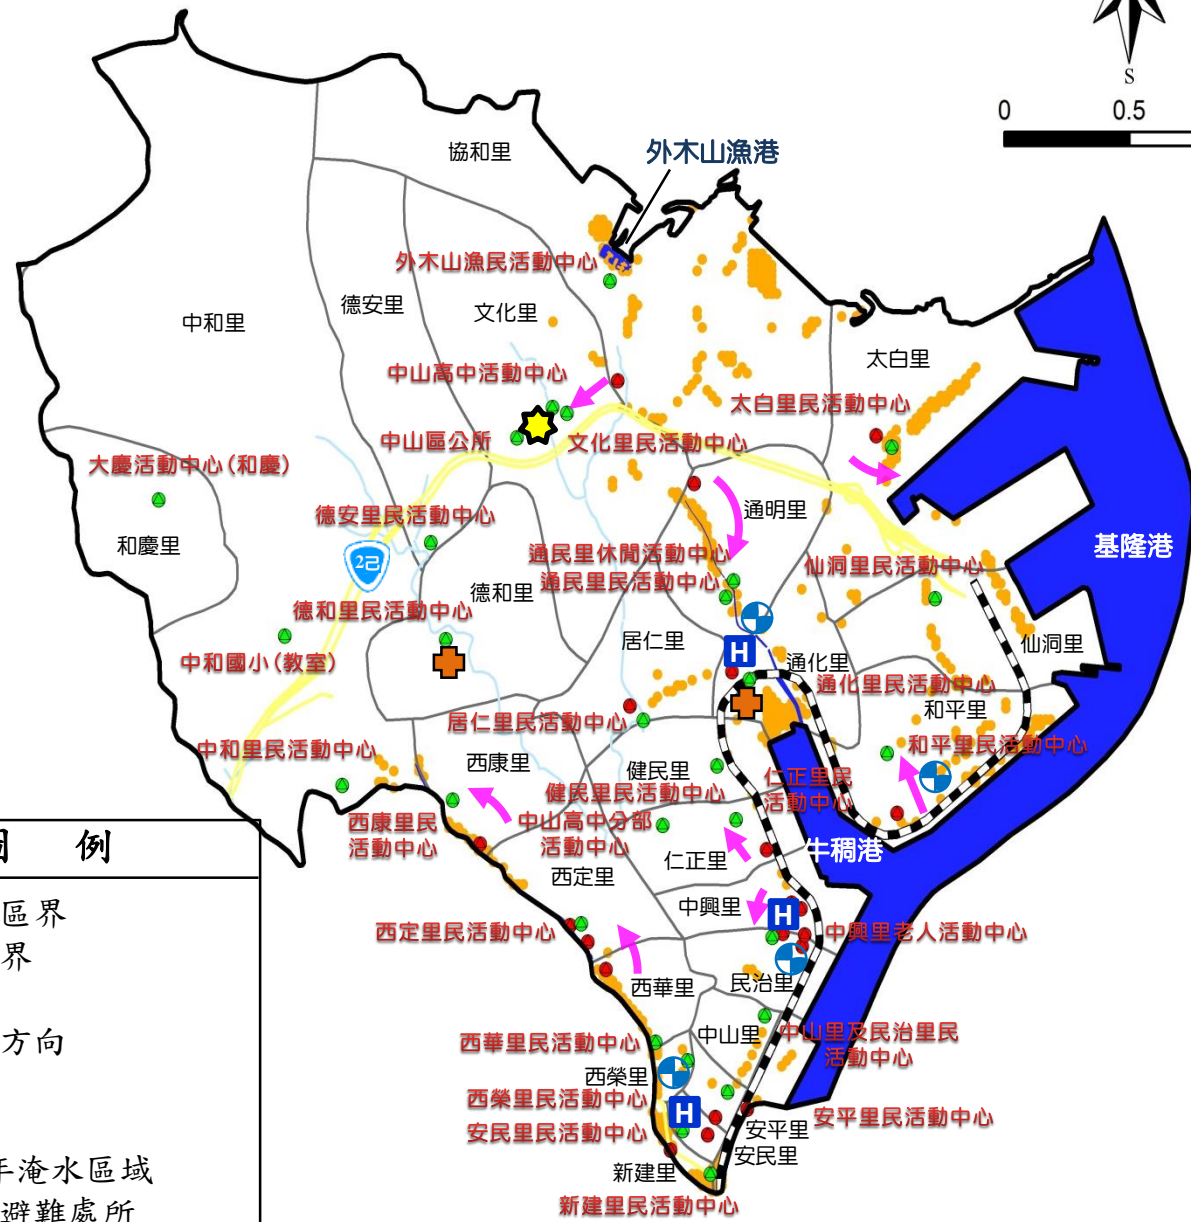 S
0 0.5
協和里
外木山漁港
外木山漁民活動中心
德安里
文化里
中和里
太白里
中山高中活動中心
太白里民活動中心
中山區公所
文化里民活動中心
大慶活動中心(和慶)
德安里民活動中心
通明里
和慶里
2己
通民里休閒活動中心
基隆港
通民里民活動中心
仙洞里民活動中心
德和里
德和里民活動中心
居仁里
仙洞里
中和國小(教室)
H
通化里
通化里民活動中心
和平里
居仁里民活動中心
和平里民活動中心
中和里民活動中心
西康里
健民里
仁正里民
活動中心
健民里民活動中心
西康里民
活動中心
中山高中分部
活動中心
牛稠港
仁正里
圖 例
西定里
區界
界
中興里
H
西定里民活動中心
中興里老人活動中心
民治里
西華里
方向
中山里
中山里及民治里民
活動中心
西華里民活動中心
西榮里
西榮里民活動中心
H
安平里民活動中心
安民里民活動中心
安平里
安民里
新建里
年淹水區域
避難處所
新建里民活動中心